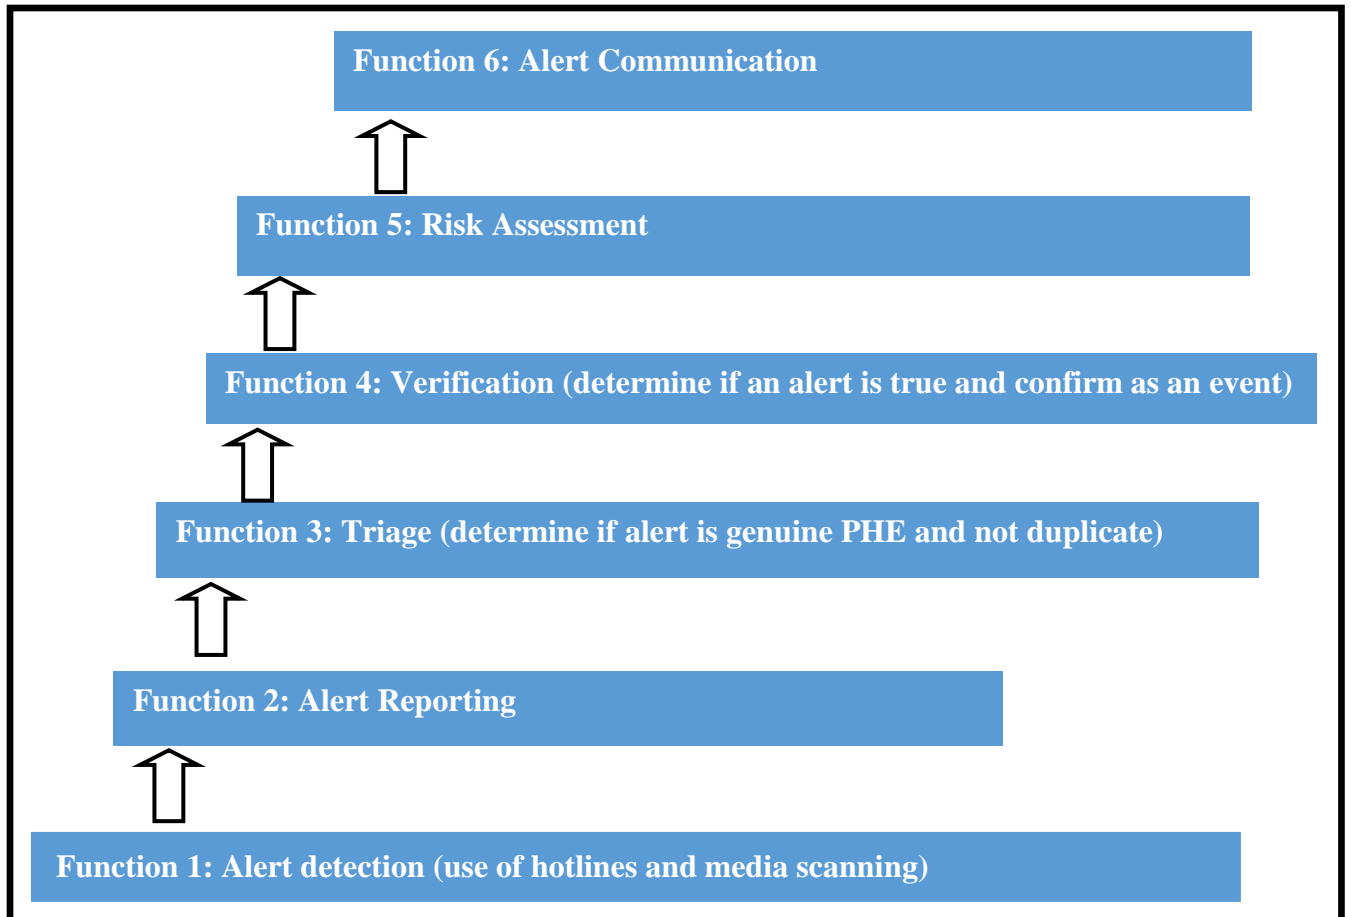 Function 6: Alert Communication
Function 5: Risk Assessment
Function 4: Verification (determine if an alert is true and confirm as an event)
Function 3: Triage (determine if alert is genuine PHE and not duplicate)
Function 2: Alert Reporting
Function 1: Alert detection (use of hotlines and media scanning)